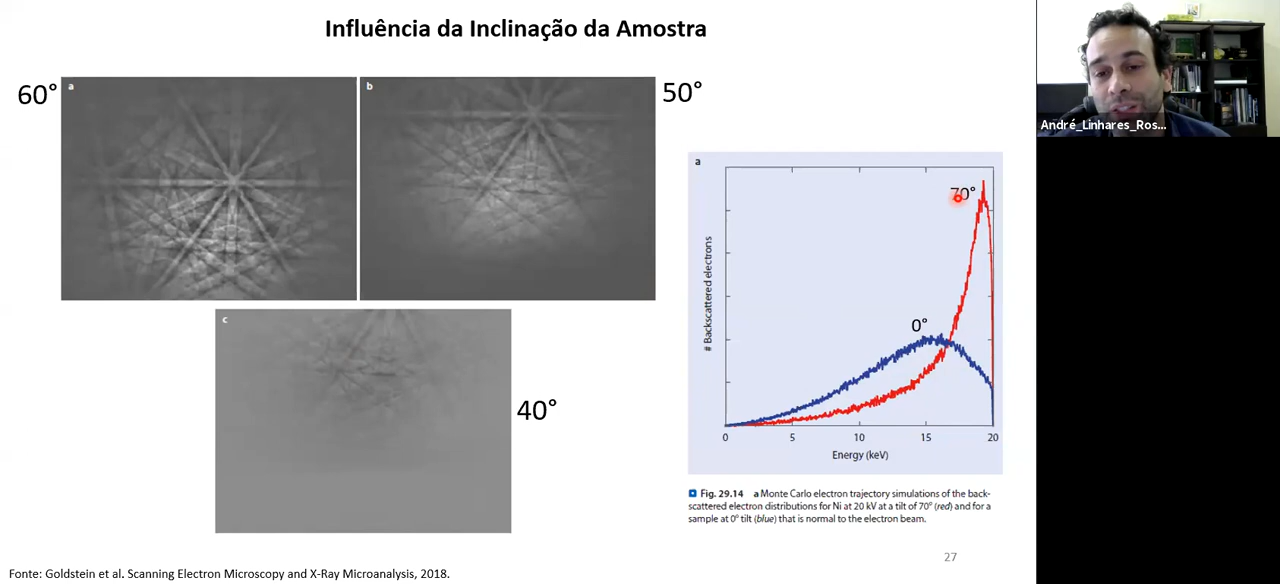 Influência da Inclinação da Amostra
60°
a
b
50°
c
40°
a
70°
0°
# Backscattered electrons
0 5 10 15 20
Energy (keV)
Fig. 29.14 a Monte Carlo electron trajectory simulations of the back-
scattered electron distributions for Ni at 20 kV at a tilt of 70° (red) and for a
sample at 0° tilt (blue) that is normal to the electron beam.
27
Fonte: Goldstein et al. Scanning Electron Microscopy and X-Ray Microanalysis, 2018.
André_Linhares_Ros...